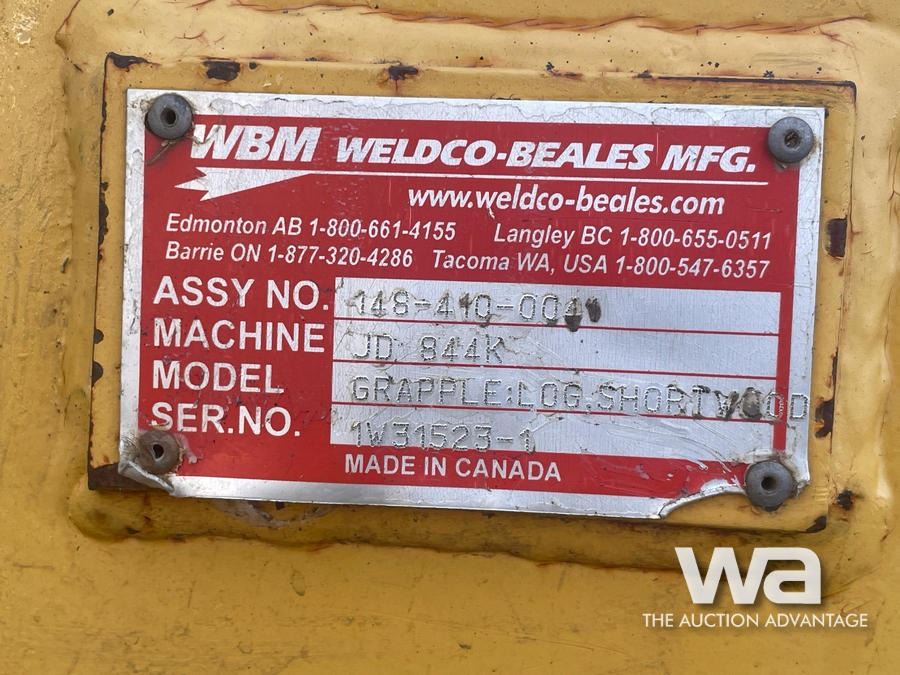 WBM WELDCO-BEALES MFG.
www.weldco-beales.com
Edmonton AB 1-800-661-4155 Langley BC 1-800-655-0511
Barrie ON 1-877-320-4286 Tacoma WA, USA 1-800-547-6357
ASSY NO. 148-410-0041
MACHINE JD 844K
MODEL GRAPPLE:LOG:SHORTWOOD
SER.NO. 1V31523-1
MADE IN CANADA
wa
THE AUCTION ADVANTAGE